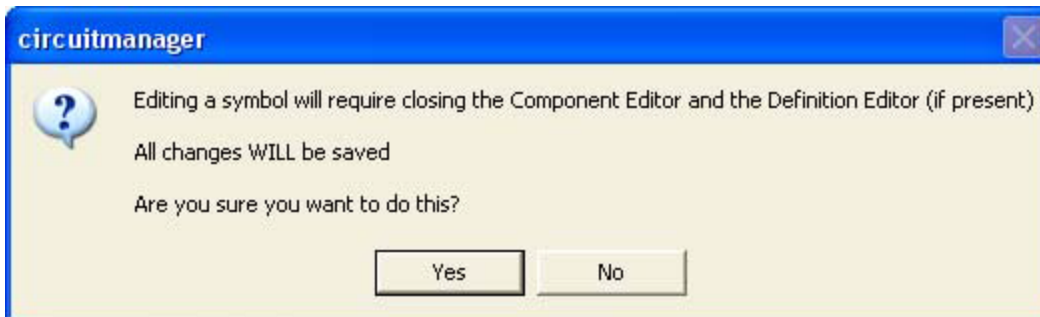 circuitmanager
Editing a symbol will require closing the Component Editor and the Definition Editor (if present)
All changes WILL be saved
Are you sure you want to do this?
Yes
No